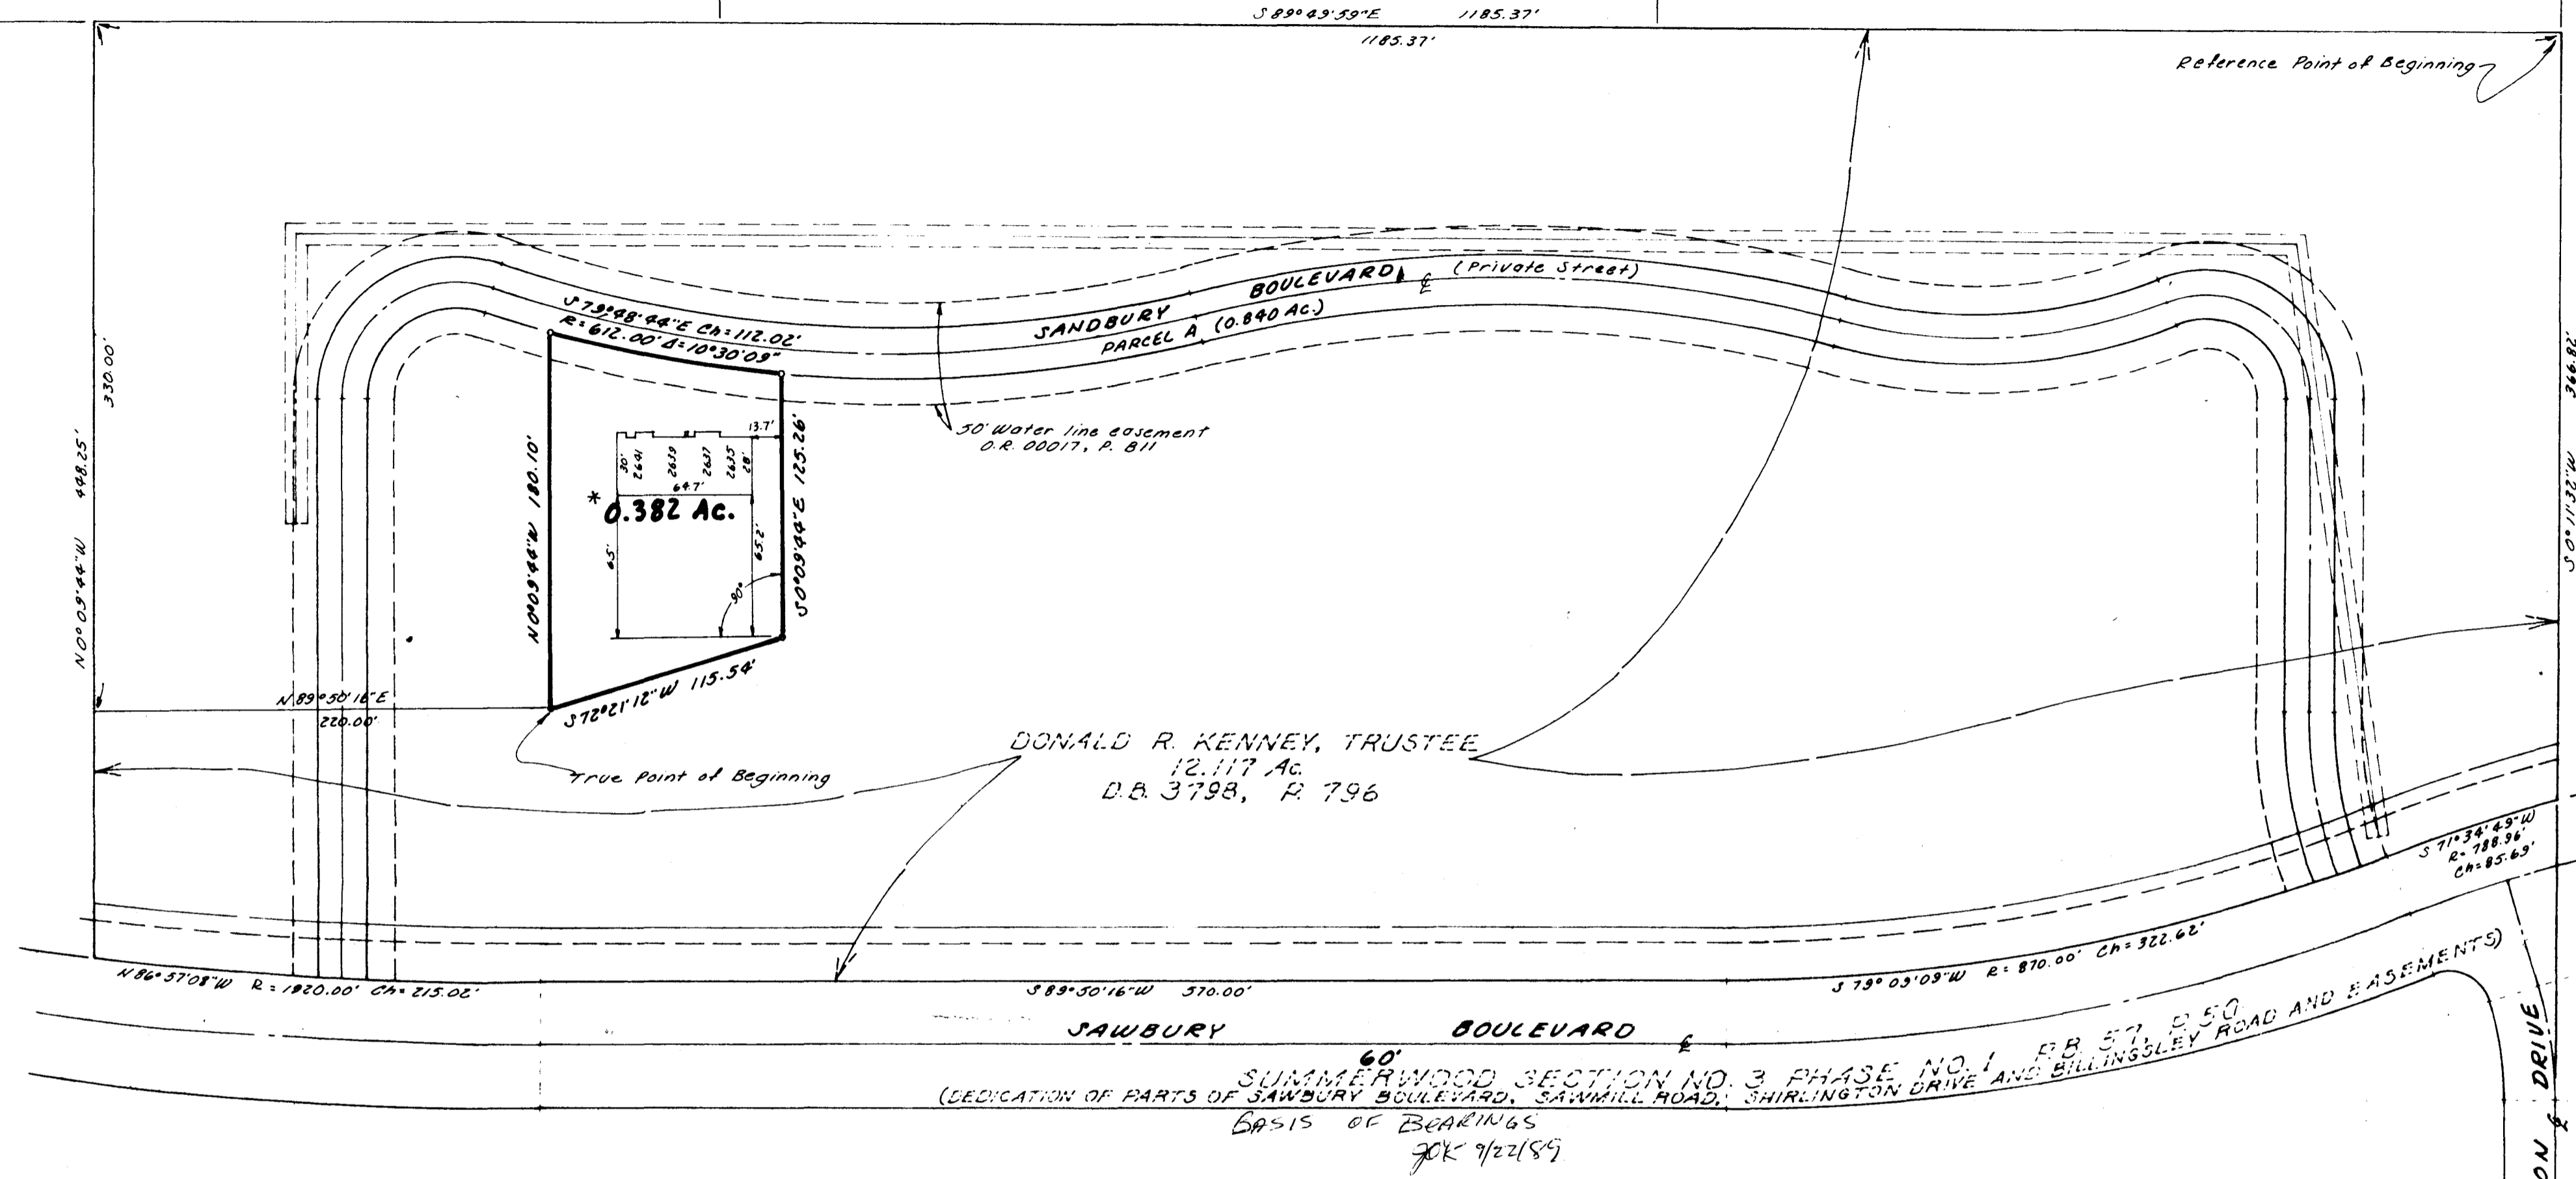 S 89° 49' 59" E 1185.37'
1185.37'
Reference Point of Beginning
330.00'
N 0° 09' 44" W 448.25'
S 79° 48' 44" E Ch= 112.02'
R= 612.00' Δ= 10° 30' 09"
SANDBURY BOULEVARD (Private Street)
PARCEL A (0.840 AC.)
50' Water line easement
O.R. 00017, P. B11
N 0° 09' 44" W 180.10'
S 0° 09' 44" E 125.26'
13.7'
30'
2641
2639
2637
2635
28'
64.7'
* 0.382 Ac.
65'
65.2'
90°
S 72° 21' 12" W 115.54'
N 89° 50' 16" E
220.00'
True Point of Beginning
DONALD R. KENNEY, TRUSTEE
12.117 Ac.
D.B. 3798, P. 796
366.82'
S 0° 11' 32" W
S 71° 34' 49" W
R= 788.96'
Ch= 85.69'
N 86° 57' 08" W R= 1920.00' Ch= 215.02'
S 89° 50' 16" W 570.00'
S 79° 09' 09" W R= 870.00' Ch= 322.62'
SAWBURY BOULEVARD
60'
SUMMERWOOD SECTION NO. 3 PHASE NO. 1 P.B. 57, P. 50
(DEDICATION OF PARTS OF SAWBURY BOULEVARD, SAWMILL ROAD, SHIRLINGTON DRIVE AND BILLINGSLEY ROAD AND EASEMENTS)
BASIS OF BEARINGS
9/22/89
ON DRIVE